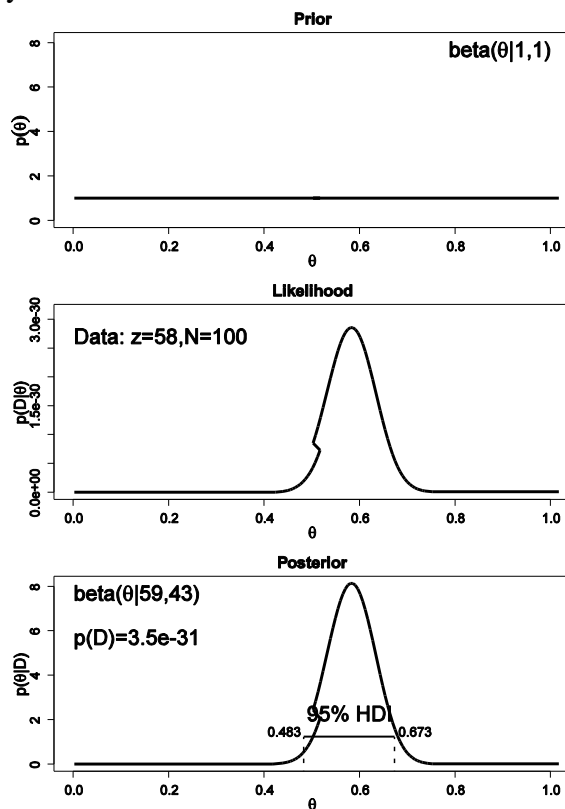 Prior
beta(θ|1,1)
p(θ)
8
6
4
2
0
0.0 0.2 0.4 0.6 0.8 1.0
θ
Likelihood
Data: z=58,N=100
p(D|θ)
3.0e-30
1.5e-30
0.0e+00
0.0 0.2 0.4 0.6 0.8 1.0
θ
Posterior
beta(θ|59,43)
p(D)=3.5e-31
p(θ|D)
8
6
4
2
0
95% HDI
0.483 0.673
0.0 0.2 0.4 0.6 0.8 1.0
θ